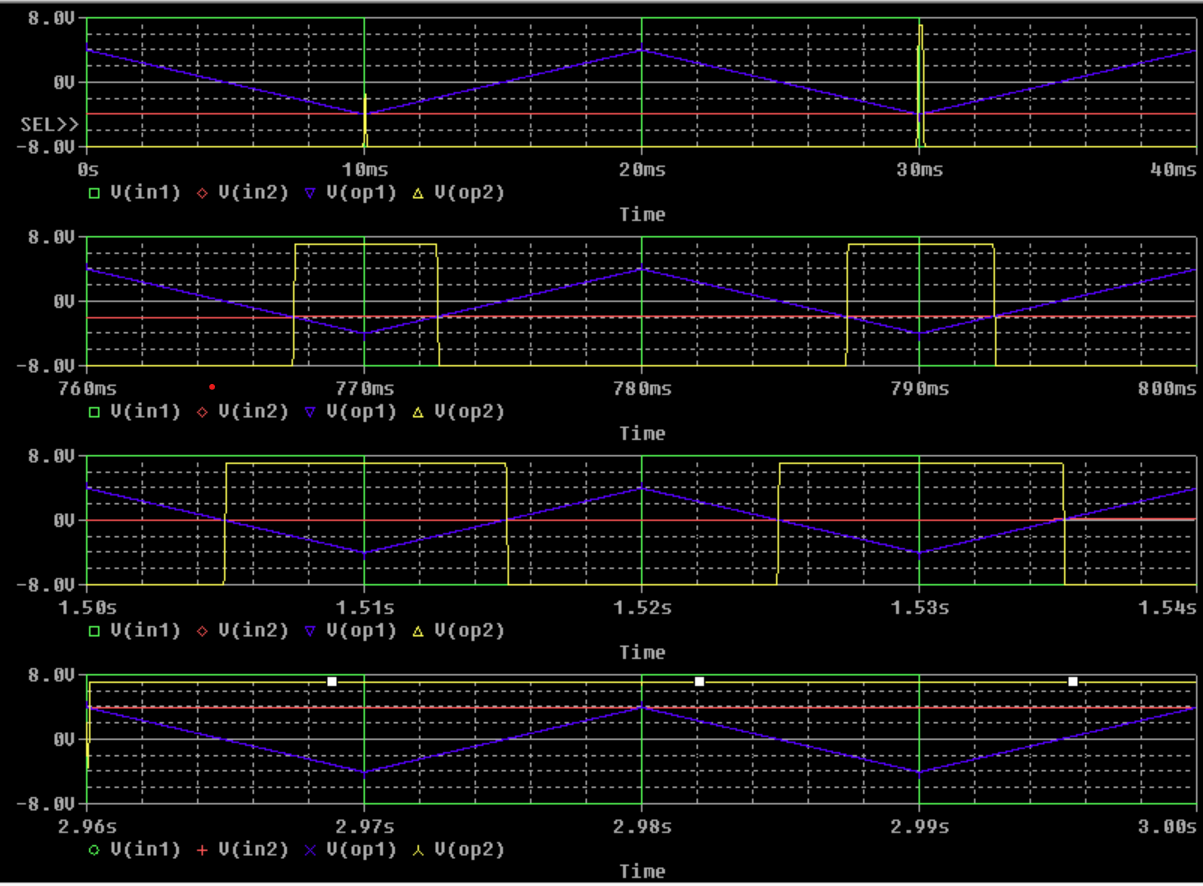 8.0V
0V
SEL>>
-8.0V
0s 10ms 20ms 30ms 40ms
V(in1) V(in2) V(op1) V(op2)
Time
8.0V
0V
-8.0V
760ms 770ms 780ms 790ms 800ms
V(in1) V(in2) V(op1) V(op2)
Time
8.0V
0V
-8.0V
1.50s 1.51s 1.52s 1.53s 1.54s
V(in1) V(in2) V(op1) V(op2)
Time
8.0V
0V
-8.0V
2.96s 2.97s 2.98s 2.99s 3.00s
V(in1) V(in2) V(op1) V(op2)
Time